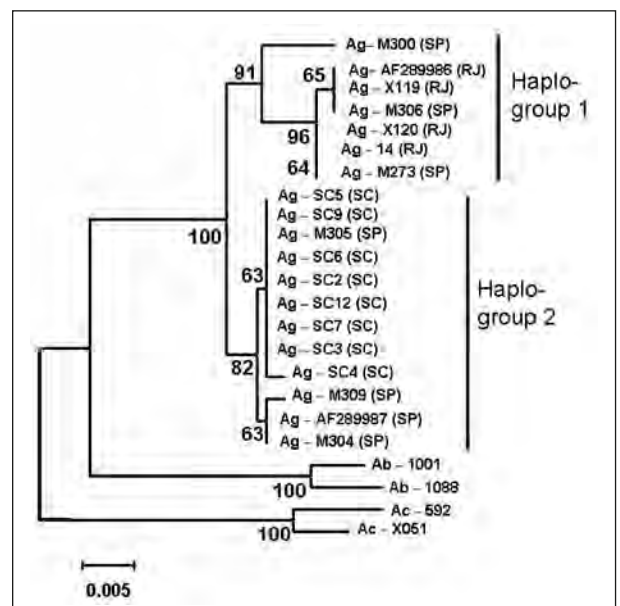 Ag– M300 (SP)
91
65
Ag- AF289986 (RJ)
Ag – X119 (RJ)
Ag – M306 (SP)
96
Ag – X120 (RJ)
Ag – 14 (RJ)
64
Ag – M273 (SP)
Haplo-
group 1
Ag – SC5 (SC)
Ag – SC9 (SC)
100
Ag – M305 (SP)
Ag – SC6 (SC)
63
Ag – SC2 (SC)
Ag – SC12 (SC)
Ag – SC7 (SC)
Ag – SC3 (SC)
82
Ag – SC4 (SC)
Haplo-
group 2
Ag – M309 (SP)
Ag – AF289987 (SP)
63
Ag – M304 (SP)
Ab – 1001
100
Ab – 1088
Ac – 592
100
Ac – X051
0.005